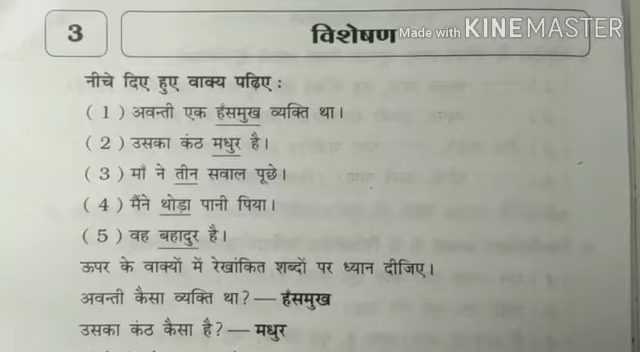 3
विशेषण
Made with KINEMASTER
नीचे दिए हुए वाक्य पढ़िए :
( 1 ) अवन्ती एक हँसमुख व्यक्ति था।
( 2 ) उसका कंठ मधुर है।
( 3 ) माँ ने तीन सवाल पूछे।
( 4 ) मैंने थोड़ा पानी पिया।
( 5 ) वह बहादुर है।
ऊपर के वाक्यों में रेखांकित शब्दों पर ध्यान दीजिए।
अवन्ती कैसा व्यक्ति था? — हँसमुख
उसका कंठ कैसा है? — मधुर